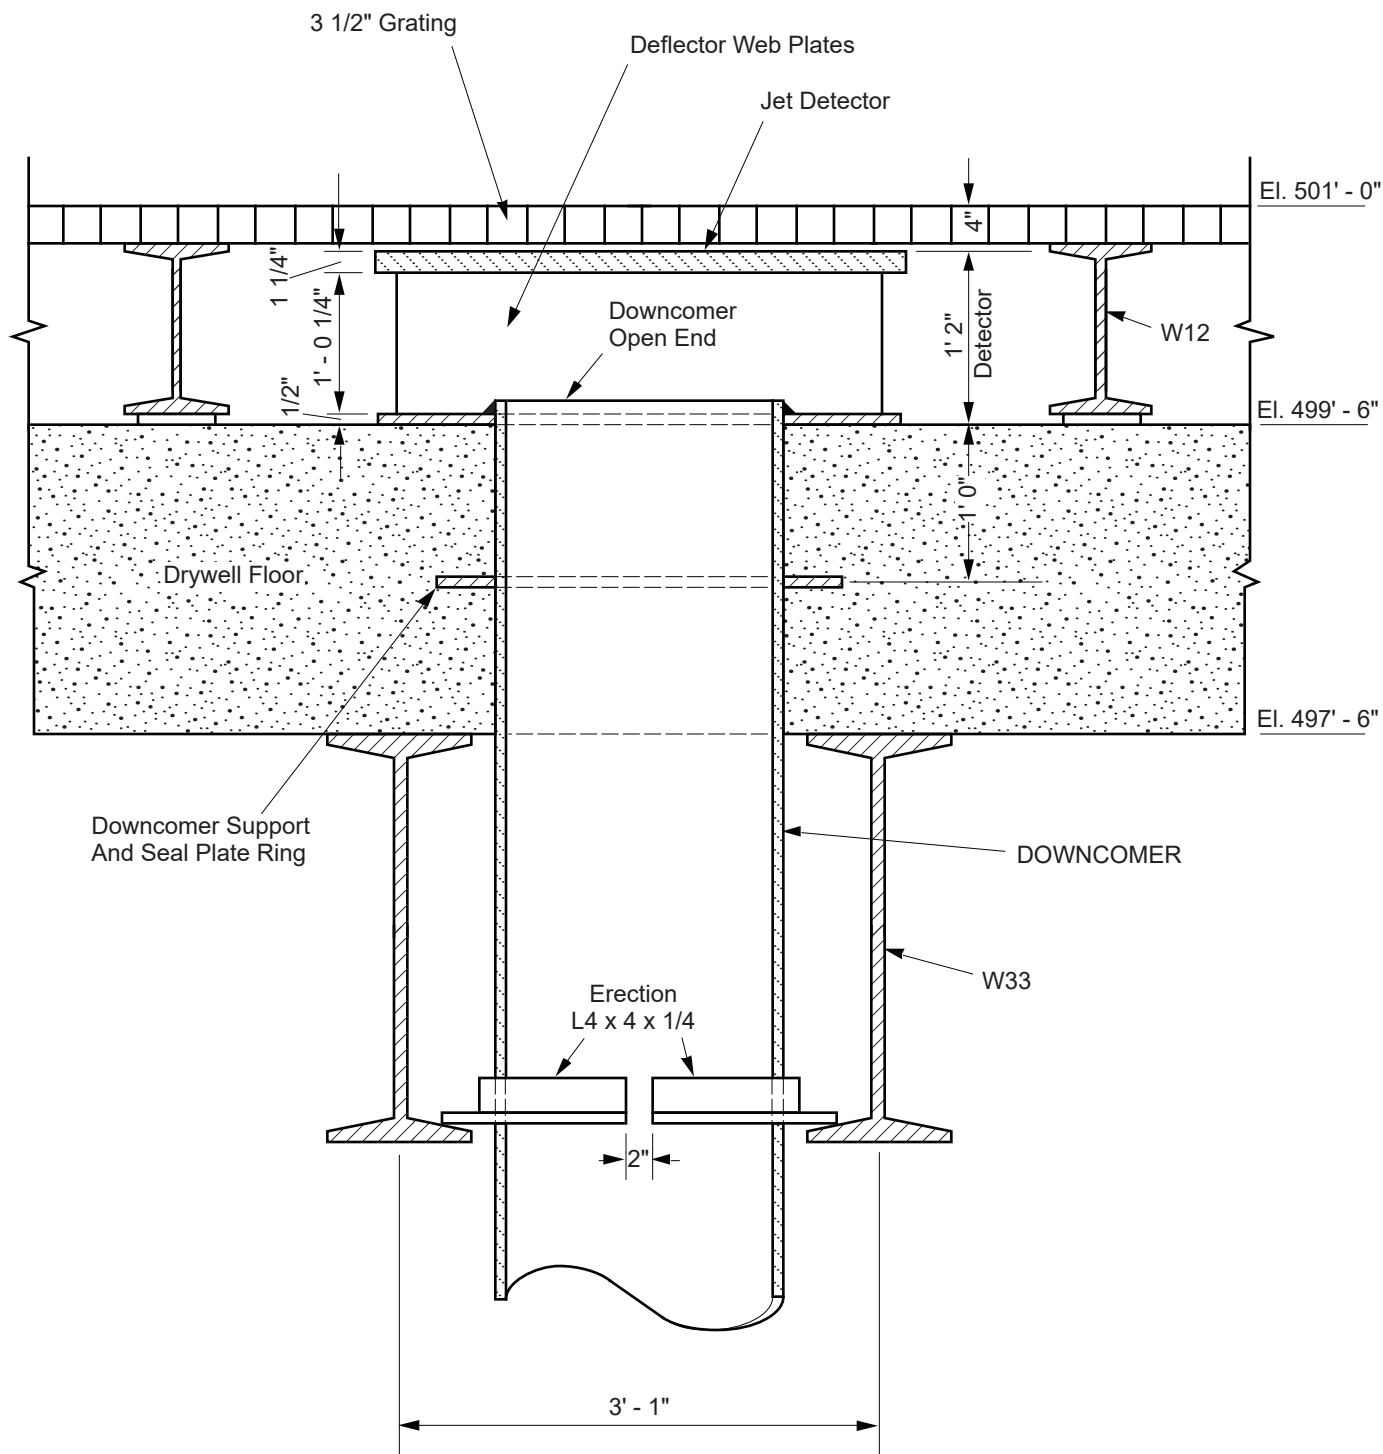 3 1/2" Grating
Deflector Web Plates
Jet Detector
El. 501' - 0"
4"
1 1/4"
1' - 0 1/4"
1/2"
Downcomer
Open End
1' 2"
Detector
W12
El. 499' - 6"
1' 0"
Drywell Floor
El. 497' - 6"
Downcomer Support
And Seal Plate Ring
DOWNCOMER
W33
Erection
L4 x 4 x 1/4
2"
3' - 1"